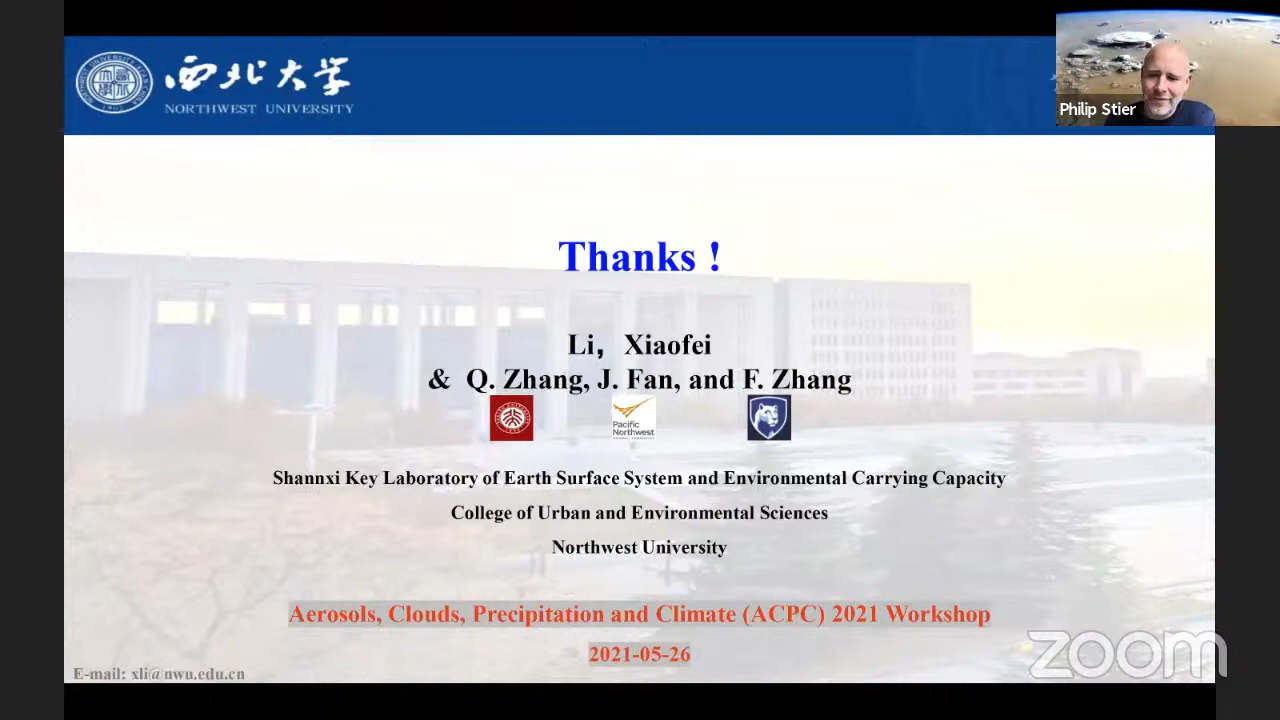 西北大学
NORTHWEST UNIVERSITY
Philip Stier
Thanks !
Li， Xiaofei
& Q. Zhang, J. Fan, and F. Zhang
Pacific
Northwest
Shannxi Key Laboratory of Earth Surface System and Environmental Carrying Capacity
College of Urban and Environmental Sciences
Northwest University
Aerosols, Clouds, Precipitation and Climate (ACPC) 2021 Workshop
2021-05-26
E-mail: xli@nwu.edu.cn
zoom